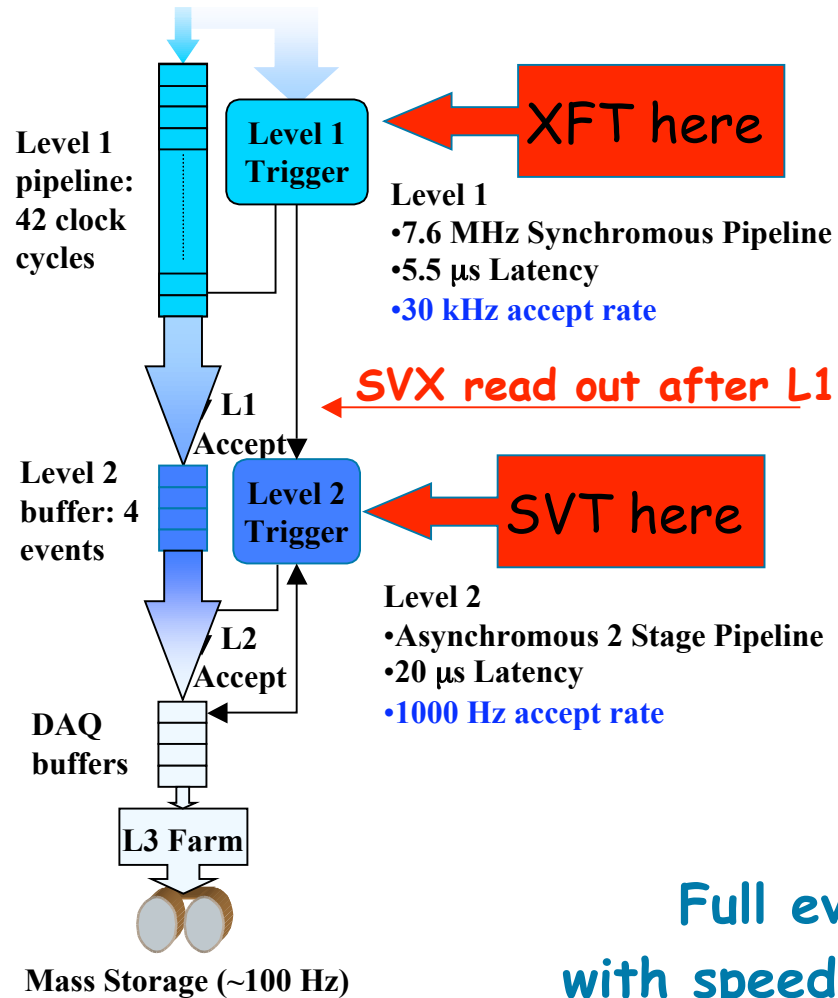 Level 1
Trigger
XFT here
Level 1
pipeline:
42 clock
cycles
Level 1
•7.6 MHz Synchromous Pipeline
•5.5 μs Latency
•30 kHz accept rate
SVX read out after L1
L1
Accept
Level 2
buffer: 4
events
Level 2
Trigger
SVT here
Level 2
•Asynchromous 2 Stage Pipeline
•20 μs Latency
•1000 Hz accept rate
L2
Accept
DAQ
buffers
L3 Farm
Mass Storage (~100 Hz)
Full ev
with speed